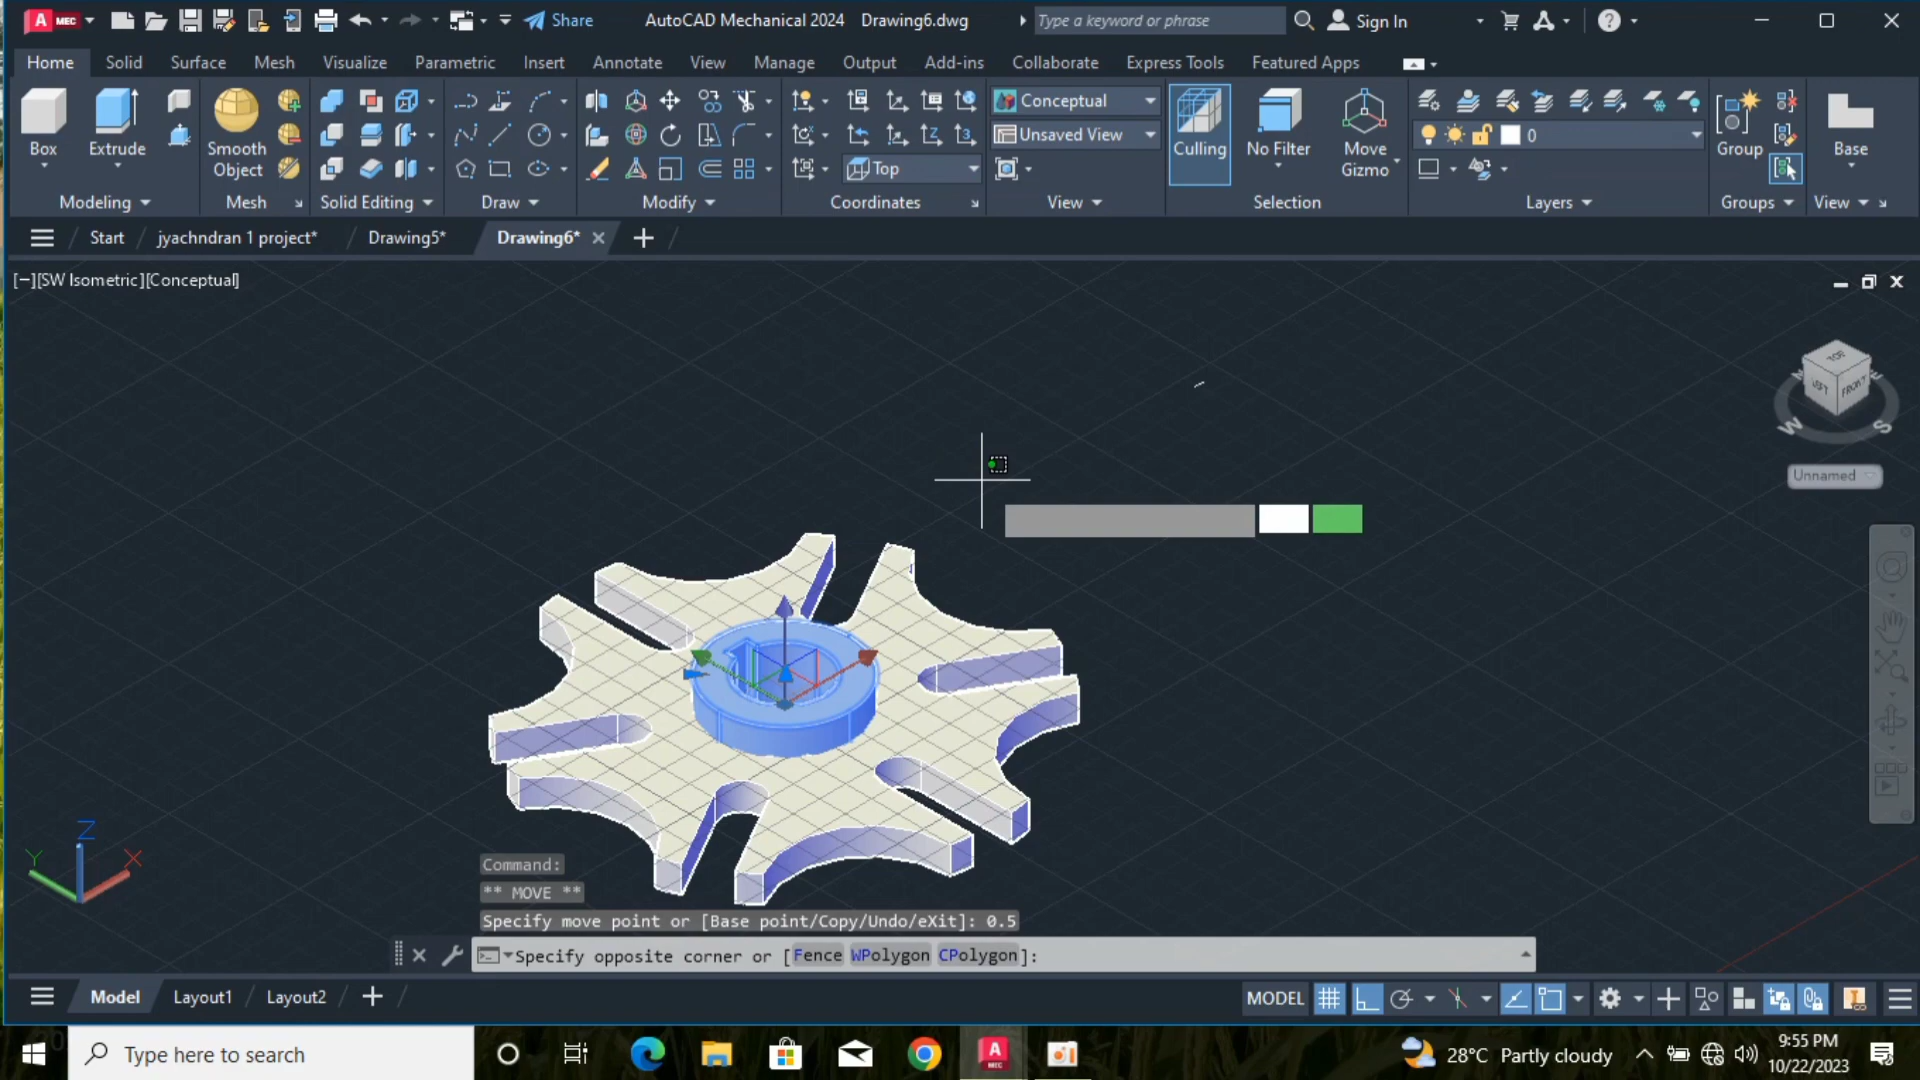 MEC Share AutoCAD Mechanical 2024 Drawing6.dwg Type a keyword or phrase Sign In
Home Solid Surface Mesh Visualize Parametric Insert Annotate View Manage Output Add-ins Collaborate Express Tools Featured Apps
Conceptual
Unsaved View 0
Box Extrude Smooth Object Top Culling No Filter Move Gizmo Group Base
Modeling Mesh Solid Editing Draw Modify Coordinates View Selection Layers Groups View
Start jyachndran 1 project* Drawing5* Drawing6*
[−][SW Isometric][Conceptual]
TOP
LEFT FRONT
W S
Unnamed
Z
Y X
Command:
** MOVE **
Specify move point or [Base point/Copy/Undo/eXit]: 0.5
Specify opposite corner or [Fence WPolygon CPolygon]:
Model Layout1 Layout2 MODEL
Type here to search 28°C Partly cloudy 9:55 PM
10/22/2023